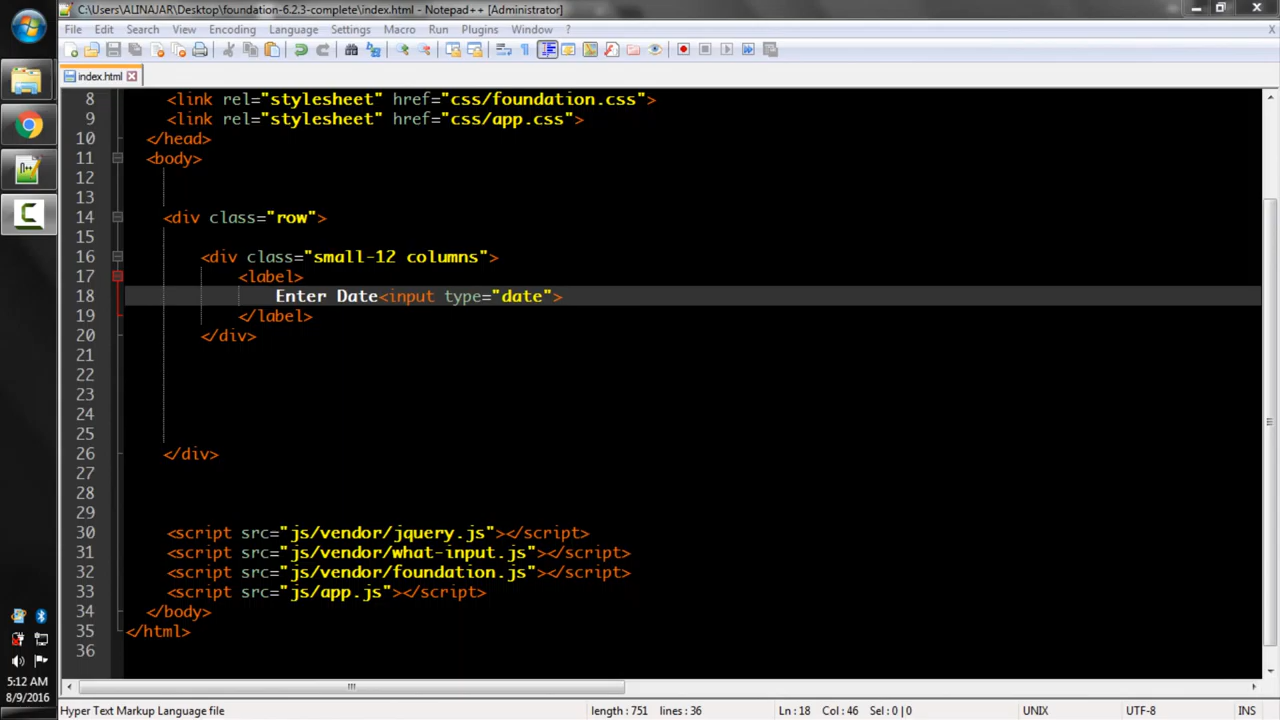 C:\Users\ALINAJAR\Desktop\foundation-6.2.3-complete\index.html - Notepad++ [Administrator]
File Edit Search View Encoding Language Settings Macro Run Plugins Window ? X
index.html
8 <link rel="stylesheet" href="css/foundation.css">
9 <link rel="stylesheet" href="css/app.css">
10 </head>
11 <body>
12
13
14 <div class="row">
15
16 <div class="small-12 columns">
17 <label>
18 Enter Date<input type="date">
19 </label>
20 </div>
21
22
23
24
25
26 </div>
27
28
29
30 <script src="js/vendor/jquery.js"></script>
31 <script src="js/vendor/what-input.js"></script>
32 <script src="js/vendor/foundation.js"></script>
33 <script src="js/app.js"></script>
34 </body>
35 </html>
36
5:12 AM
8/9/2016
Hyper Text Markup Language file length : 751 lines : 36 Ln : 18 Col : 46 Sel : 0 | 0 UNIX UTF-8 INS